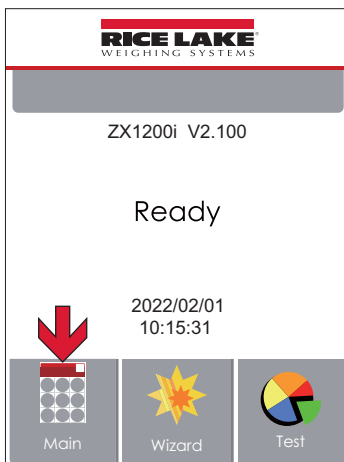 RICE LAKE
WEIGHING SYSTEMS
ZX1200i V2.100
Ready
2022/02/01
10:15:31
Main Wizard Test